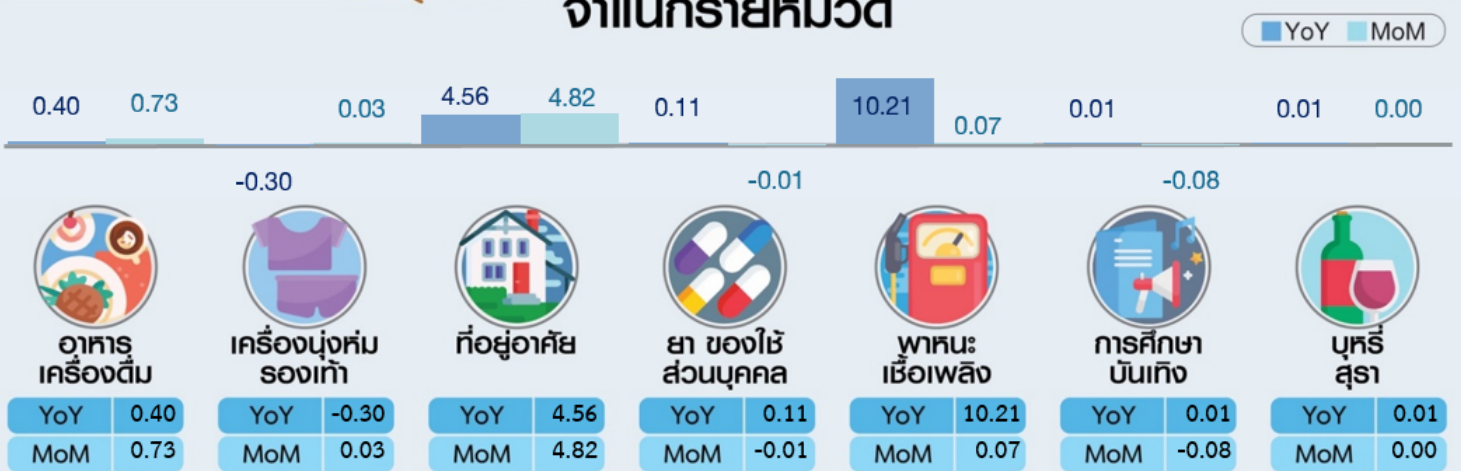 จำแนกรายหมวด
YoY MoM
0.40 0.73 0.03 4.56 4.82 0.11 10.21 0.07 0.01 0.01 0.00
-0.30 -0.01 -0.08
อาหาร เครื่องนุ่งห่ม ที่อยู่อาศัย ยา ของใช้ พาหนะ การศึกษา บุหรี่
เครื่องดื่ม รองเท้า ส่วนบุคคล เชื้อเพลิง บันเทิง สุรา
YoY 0.40 YoY -0.30 YoY 4.56 YoY 0.11 YoY 10.21 YoY 0.01 YoY 0.01
MoM 0.73 MoM 0.03 MoM 4.82 MoM -0.01 MoM 0.07 MoM -0.08 MoM 0.00